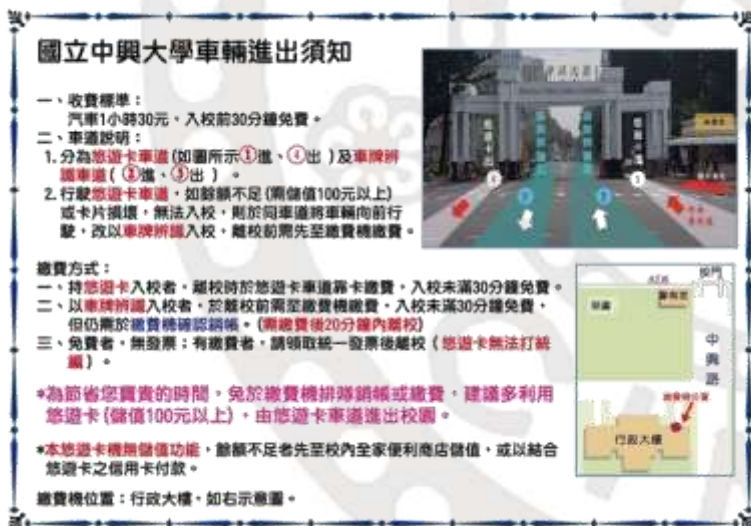 國立中興大學車輛進出須知
一、收費標準：
汽車1小時30元，入校前30分鐘免費。
二、車道說明：
1. 分為悠遊卡車道(如圖所示①進、④出 )及車牌辨
識車道( ②進、③出 ) 。
2. 行駛悠遊卡車道，如餘額不足(需儲值100元以上)
或卡片損壞，無法入校，則於同車道將車輛向前行
駛，改以車牌辨識入校，離校前需先至繳費機繳費。
繳費方式：
一、持悠遊卡入校者，離校時於悠遊卡車道靠卡繳費，入校未滿30分鐘免費。
二、以車牌辨識入校者，於離校前需至繳費機繳費，入校未滿30分鐘免費，
但仍需於繳費機確認銷帳。(需繳費後20分鐘內離校)
三、免費者，無發票；有繳費者，請領取統一發票後離校（悠遊卡無法打統
編）。
*為節省您寶貴的時間，免於繳費機排隊銷帳或繳費，建議多利用
悠遊卡(儲值100元以上)，由悠遊卡車道進出校園。
*本悠遊卡機無儲值功能，餘額不足者先至校內全家便利商店儲值，或以結合
悠遊卡之信用卡付款。
繳費機位置：行政大樓，如右示意圖。
校門
中興路
繳費機位置
行政大樓